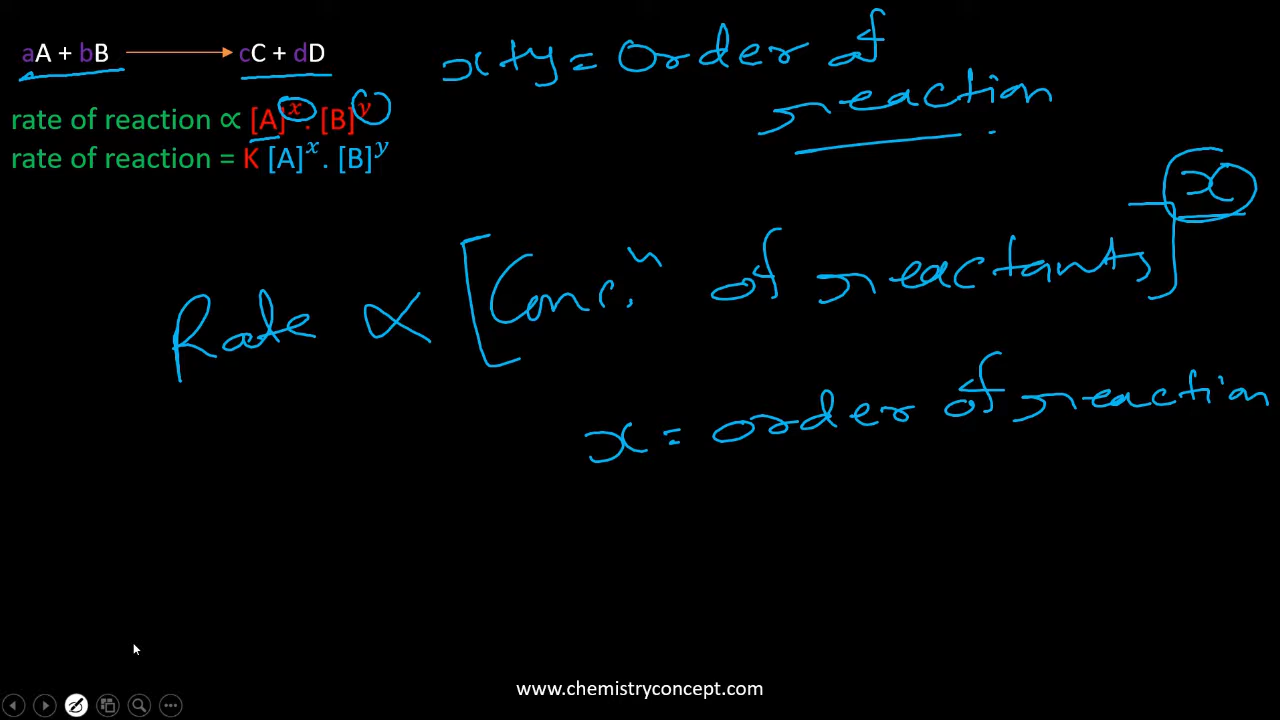 aA + bB → cC + dD
rate of reaction ∝ [A]ˣ. [B]ʸ
rate of reaction = K [A]ˣ. [B]ʸ
x+y = Order of
reaction
Rate ∝ [Concⁿ of reactants]ˣ
x = order of reaction
www.chemistryconcept.com